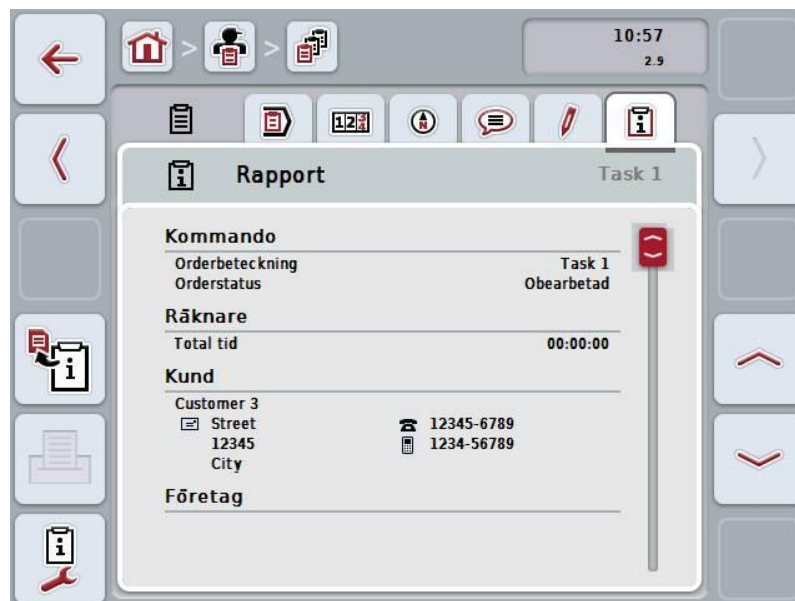 10:57
2.9
Rapport Task 1
Kommando
Orderbeteckning Task 1
Orderstatus Obearbetad
Räknare
Total tid 00:00:00
Kund
Customer 3
Street 12345-6789
12345 1234-56789
City
Företag